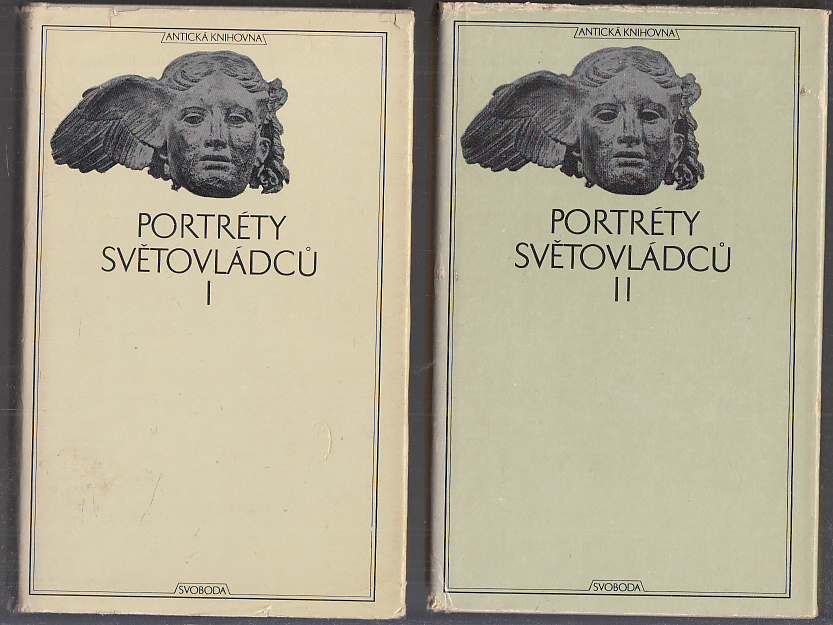 ANTICKÁ KNIHOVNA
PORTRÉTY
SVĚTOVLÁDCŮ
I
SVOBODA
ANTICKÁ KNIHOVNA
PORTRÉTY
SVĚTOVLÁDCŮ
II
SVOBODA